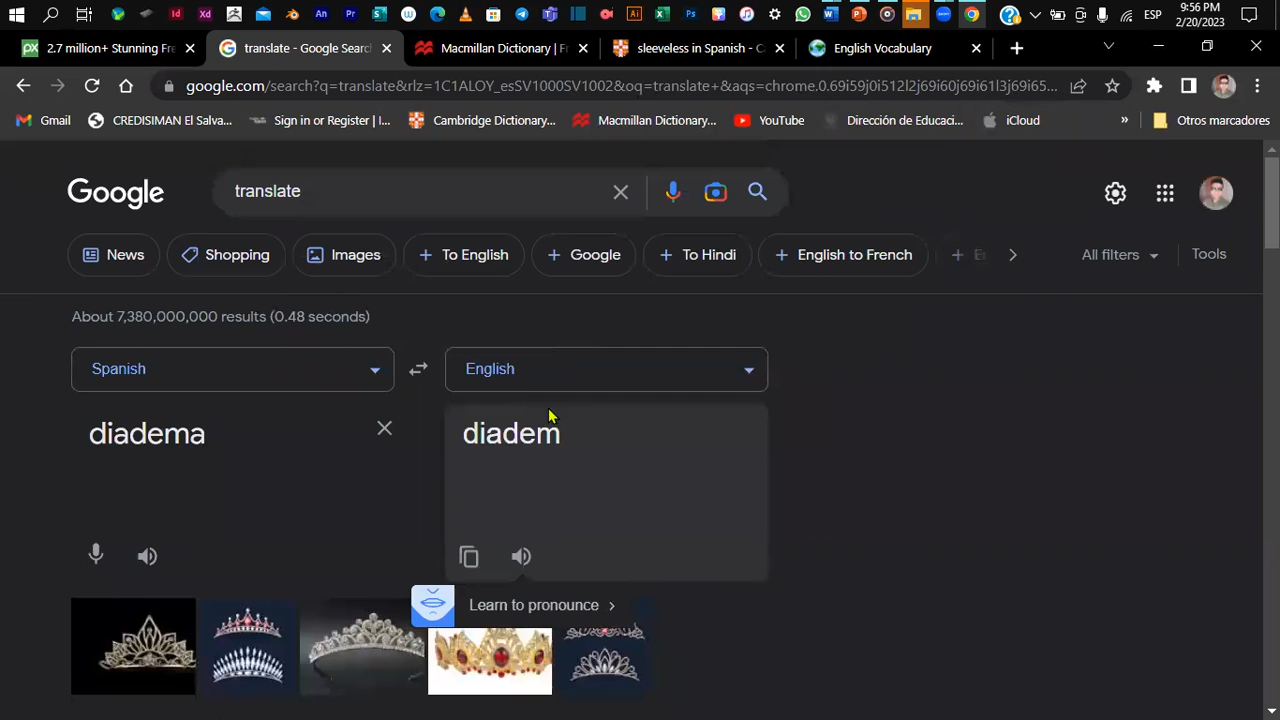 9:56 PM
ESP
2/20/2023
2.7 million+ Stunning Fre
translate - Google Search
Macmillan Dictionary | Fr
sleeveless in Spanish - Ca
English Vocabulary
google.com/search?q=translate&rlz=1C1ALOY_esSV1000SV1002&oq=translate+&aqs=chrome.0.69i59j0i512l2j69i60j69i61l3j69i65...
Gmail
CREDISIMAN El Salva...
Sign in or Register | I...
Cambridge Dictionary...
Macmillan Dictionary...
YouTube
Dirección de Educaci...
iCloud
»
Otros marcadores
Google
translate
News
Shopping
Images
+ To English
+ Google
+ To Hindi
+ English to French
All filters
Tools
About 7,380,000,000 results (0.48 seconds)
Spanish
English
diadema
diadem
Learn to pronounce